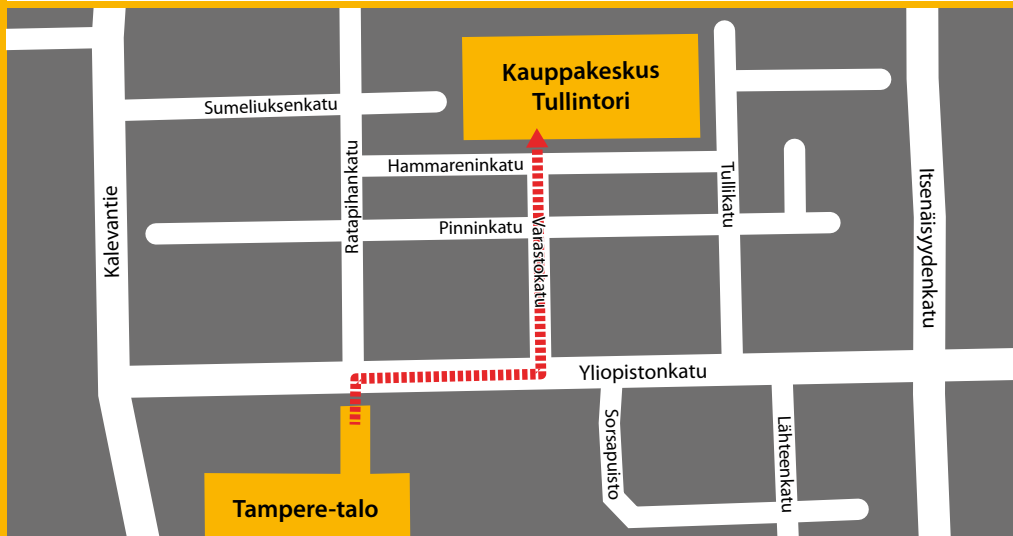 Kauppakeskus
Tullintori
Sumeliuksenkatu
Hammareninkatu
Pinninkatu
Kalevantie
Ratapihankatu
Varastokatu
Tullikatu
Itsenäisyydenkatu
Yliopistonkatu
Sorsapuisto
Lähteenkatu
Tampere-talo